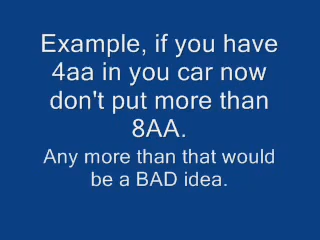 Example, if you have
4aa in you car now
don't put more than
8AA.
Any more than that would
be a BAD idea.